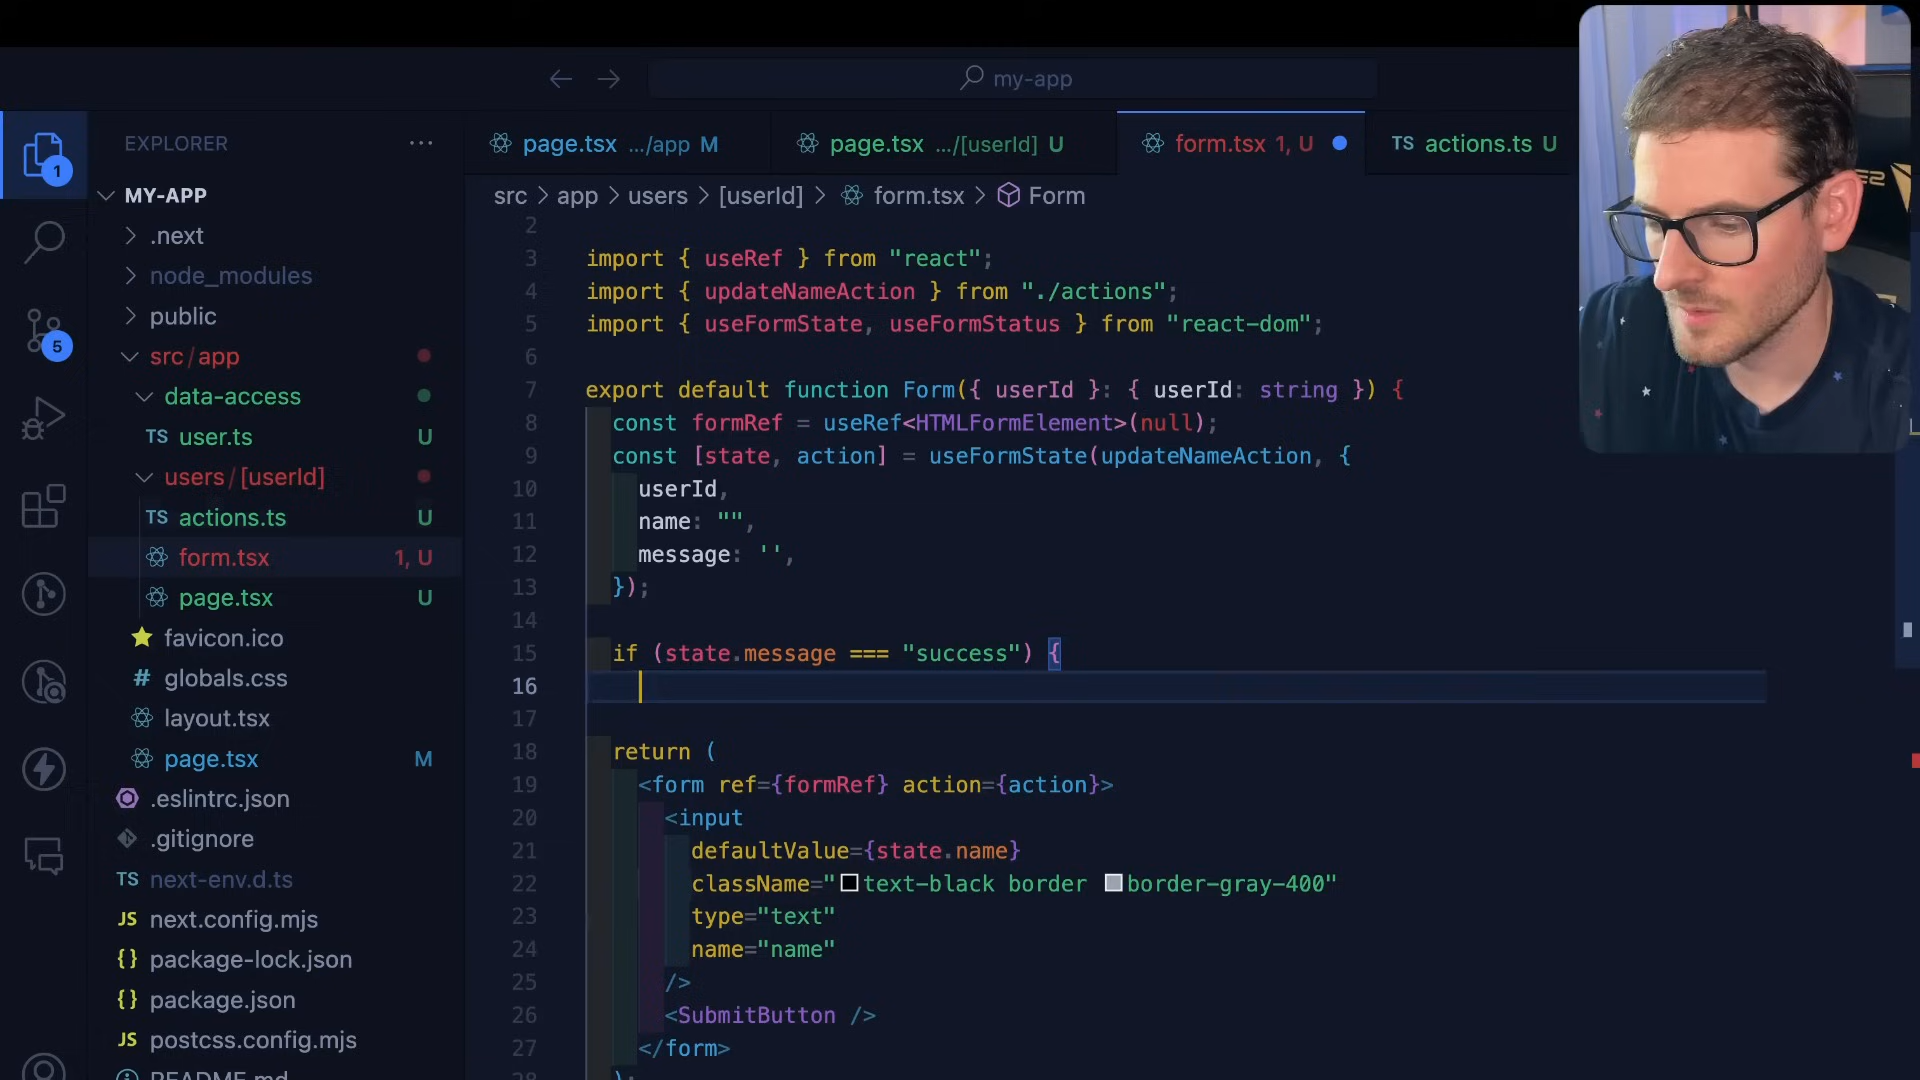 my-app
EXPLORER
page.tsx .../app M
page.tsx .../[userId] U
form.tsx 1, U
TS actions.ts U
1
MY-APP
src > app > users > [userId] > form.tsx > Form
.next
node_modules
public
5
src/app
data-access
TS user.ts U
users/[userId]
TS actions.ts U
form.tsx 1, U
page.tsx U
favicon.ico
# globals.css
layout.tsx
page.tsx M
.eslintrc.json
.gitignore
TS next-env.d.ts
JS next.config.mjs
{} package-lock.json
{} package.json
JS postcss.config.mjs
README.md
2
3 import { useRef } from "react";
4 import { updateNameAction } from "./actions";
5 import { useFormState, useFormStatus } from "react-dom";
6
7 export default function Form({ userId }: { userId: string }) {
8 const formRef = useRef<HTMLFormElement>(null);
9 const [state, action] = useFormState(updateNameAction, {
10 userId,
11 name: "",
12 message: '',
13 });
14
15 if (state.message === "success") {
16
17
18 return (
19 <form ref={formRef} action={action}>
20 <input
21 defaultValue={state.name}
22 className="text-black border border-gray-400"
23 type="text"
24 name="name"
25 />
26 <SubmitButton />
27 </form>
28 );